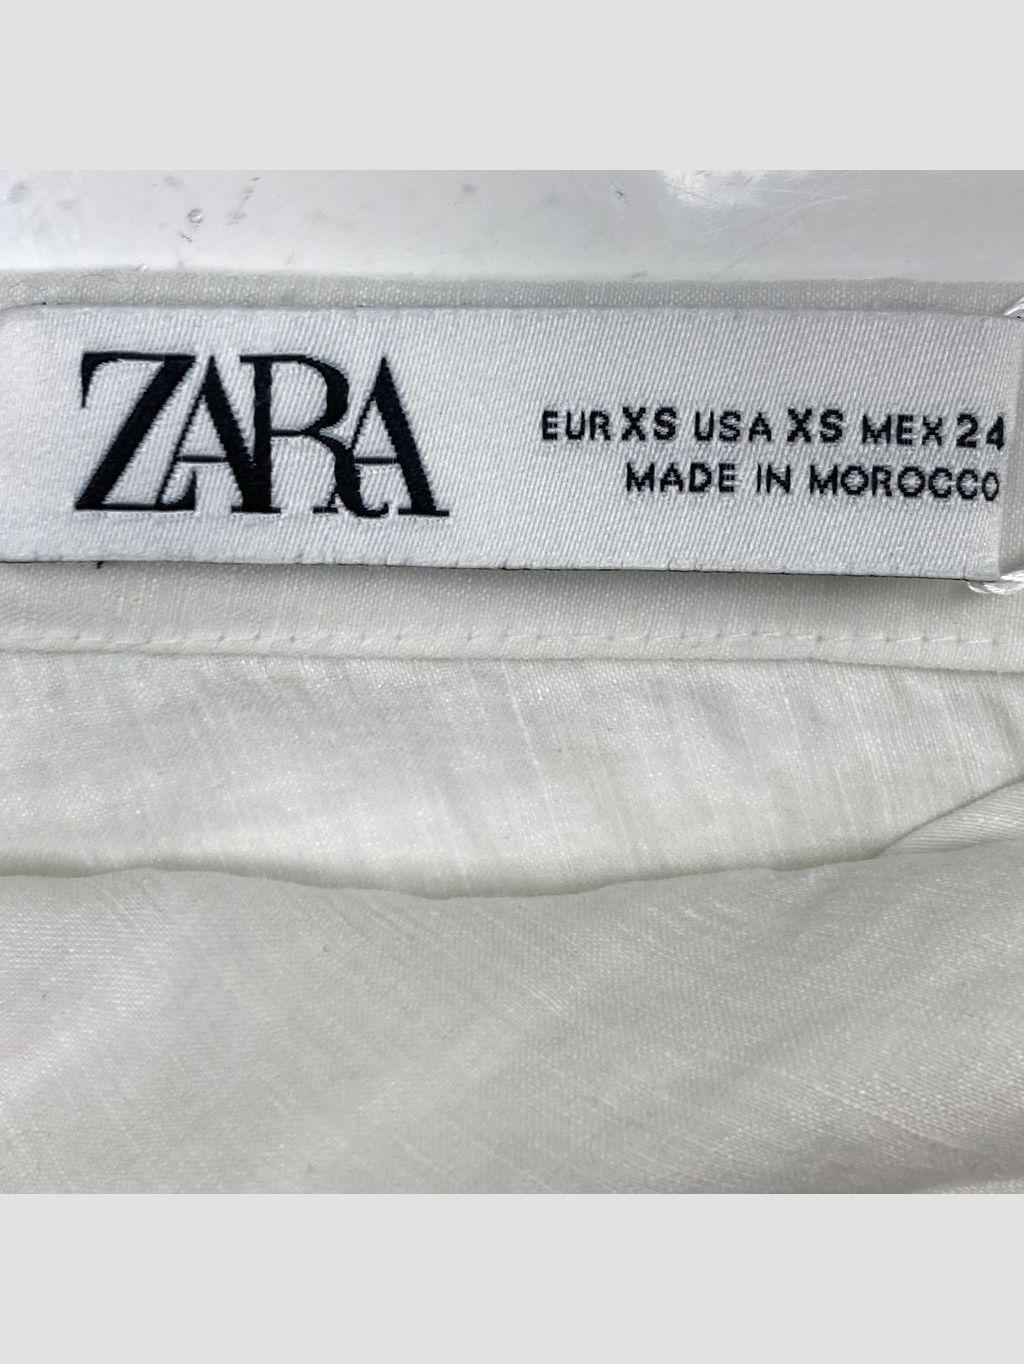 ZARA
EUR XS USA XS MEX 24
MADE IN MOROCCO